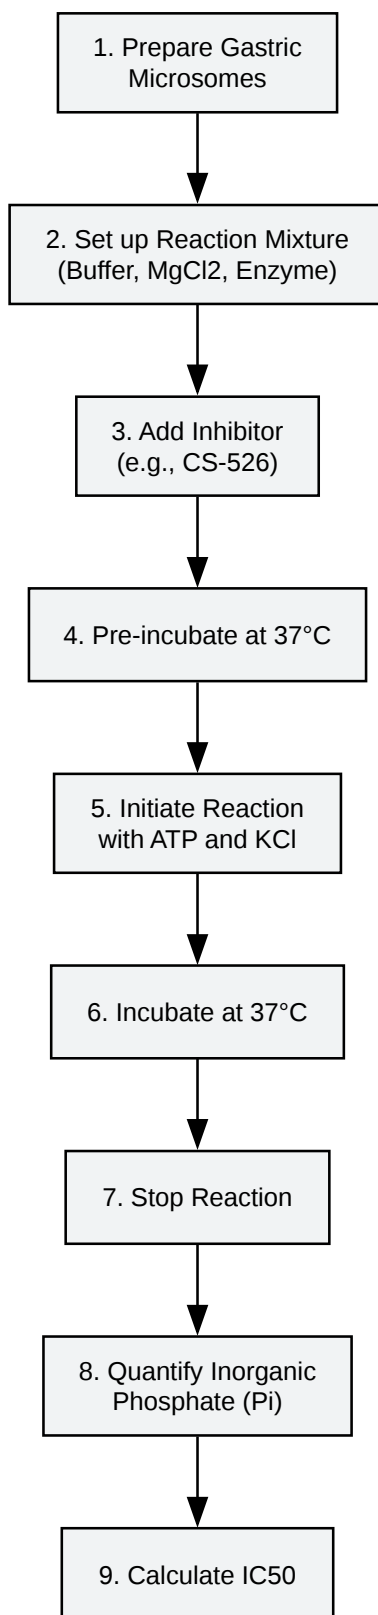 1. Prepare Gastric
Microsomes
2. Set up Reaction Mixture
(Buffer, MgCl2, Enzyme)
3. Add Inhibitor
(e.g., CS-526)
4. Pre-incubate at 37°C
5. Initiate Reaction
with ATP and KCl
6. Incubate at 37°C
7. Stop Reaction
8. Quantify Inorganic
Phosphate (Pi)
9. Calculate IC50